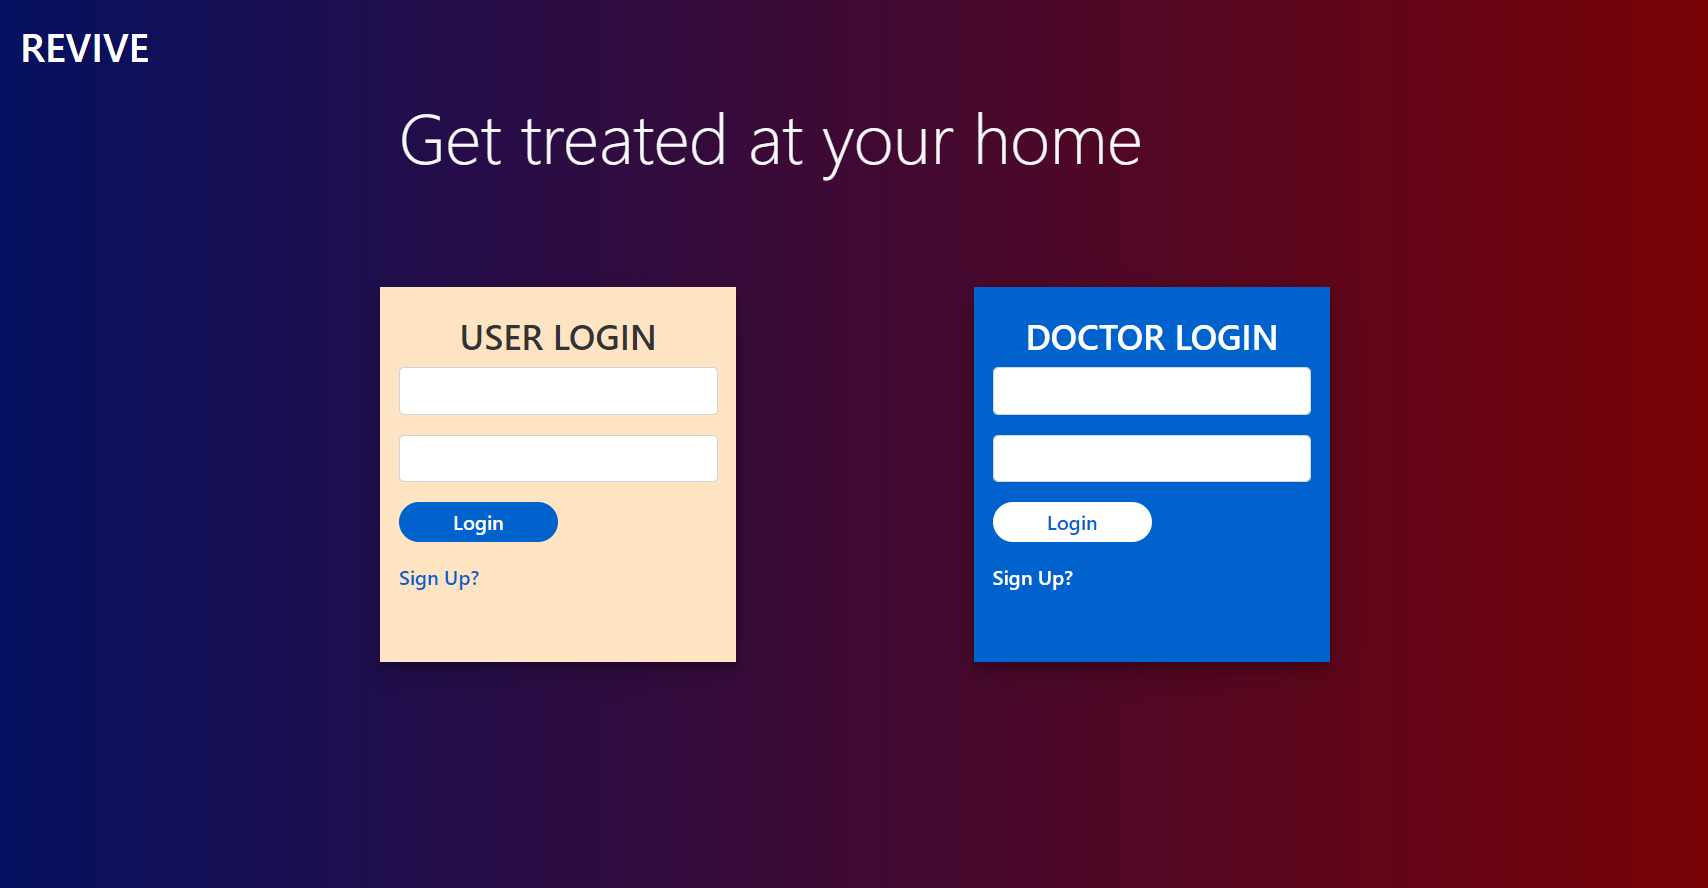 REVIVE
Get treated at your home
USER LOGIN
Login
Sign Up?
DOCTOR LOGIN
Login
Sign Up?